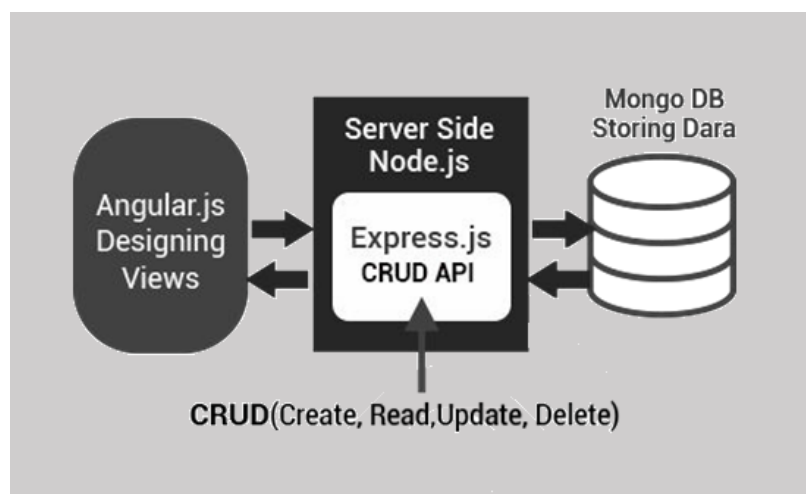 Angular.js
Designing
Views
Server Side
Node.js
Express.js
CRUD API
Mongo DB
Storing Dara
CRUD(Create, Read,Update, Delete)